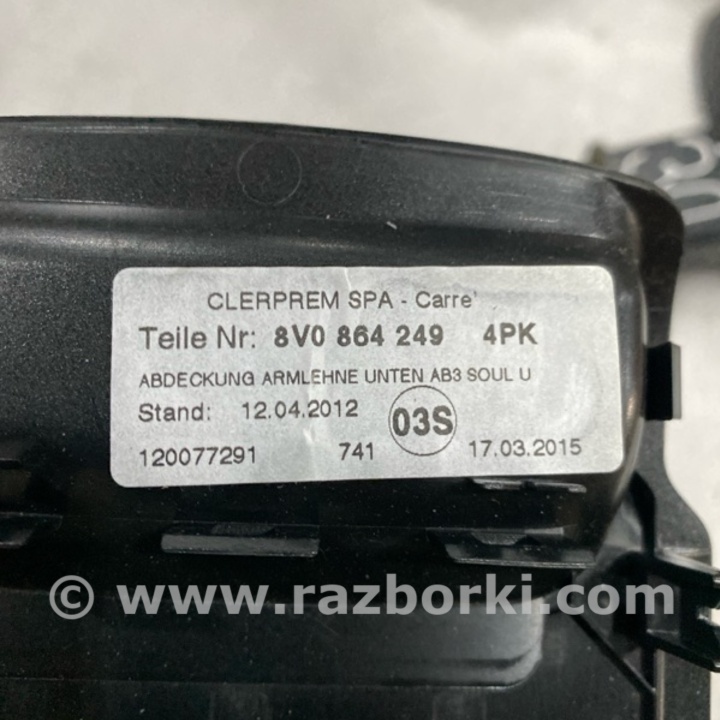 CLERPREM SPA - Carre'
Teile Nr: 8V0 864 249 4PK
ABDECKUNG ARMLEHNE UNTEN AB3 SOUL U
Stand: 12.04.2012 03S
120077291 741 17.03.2015
© www.razborki.com